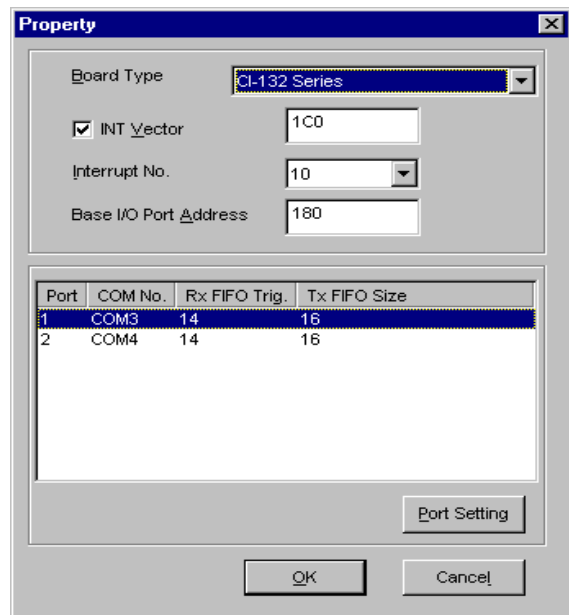 Property
Board Type
CI-132 Series
INT Vector
1C0
Interrupt No.
10
Base I/O Port Address
180
Port COM No. Rx FIFO Trig. Tx FIFO Size
1 COM3 14 16
2 COM4 14 16
Port Setting
OK
Cancel